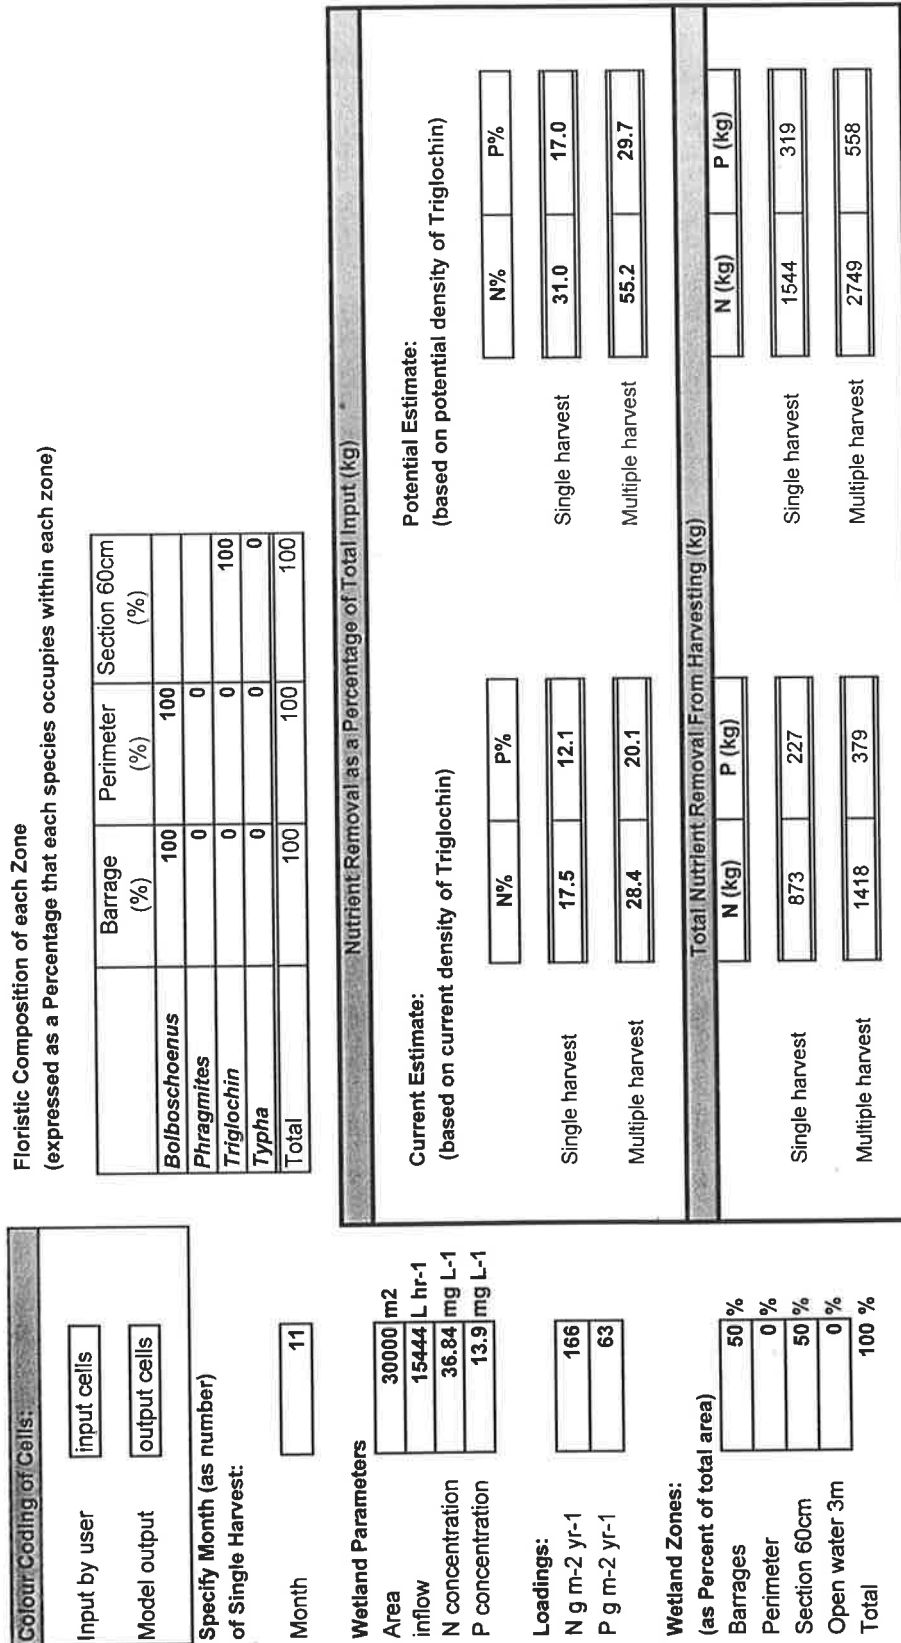 Colour Coding of Cells:
Input by user input cells
Model output output cells
Specify Month (as number)
of Single Harvest:
Month 11
Wetland Parameters
Area 30000 m2
inflow 15444 L hr-1
N concentration 36.84 mg L-1
P concentration 13.9 mg L-1
Loadings:
N g m-2 yr-1 166
P g m-2 yr-1 63
Wetland Zones:
(as Percent of total area)
Barrages 50 %
Perimeter 0 %
Section 60cm 50 %
Open water 3m 0 %
Total 100 %
Floristic Composition of each Zone
(expressed as a Percentage that each species occupies within each zone)
Barrage Perimeter Section 60cm
(%) (%) (%)
Bolboschoenus 100 100
Phragmites 0 0
Triglochin 0 0 100
Typha 0 0 0
Total 100 100 100
Nutrient Removal as a Percentage of Total Input (kg)
Current Estimate:
(based on current density of Triglochin)
N% P%
Single harvest 17.5 12.1
Multiple harvest 28.4 20.1
Potential Estimate:
(based on potential density of Triglochin)
N% P%
Single harvest 31.0 17.0
Multiple harvest 55.2 29.7
Total Nutrient Removal From Harvesting (kg)
N (kg) P (kg)
Single harvest 873 227
Multiple harvest 1418 379
N (kg) P (kg)
Single harvest 1544 319
Multiple harvest 2749 558